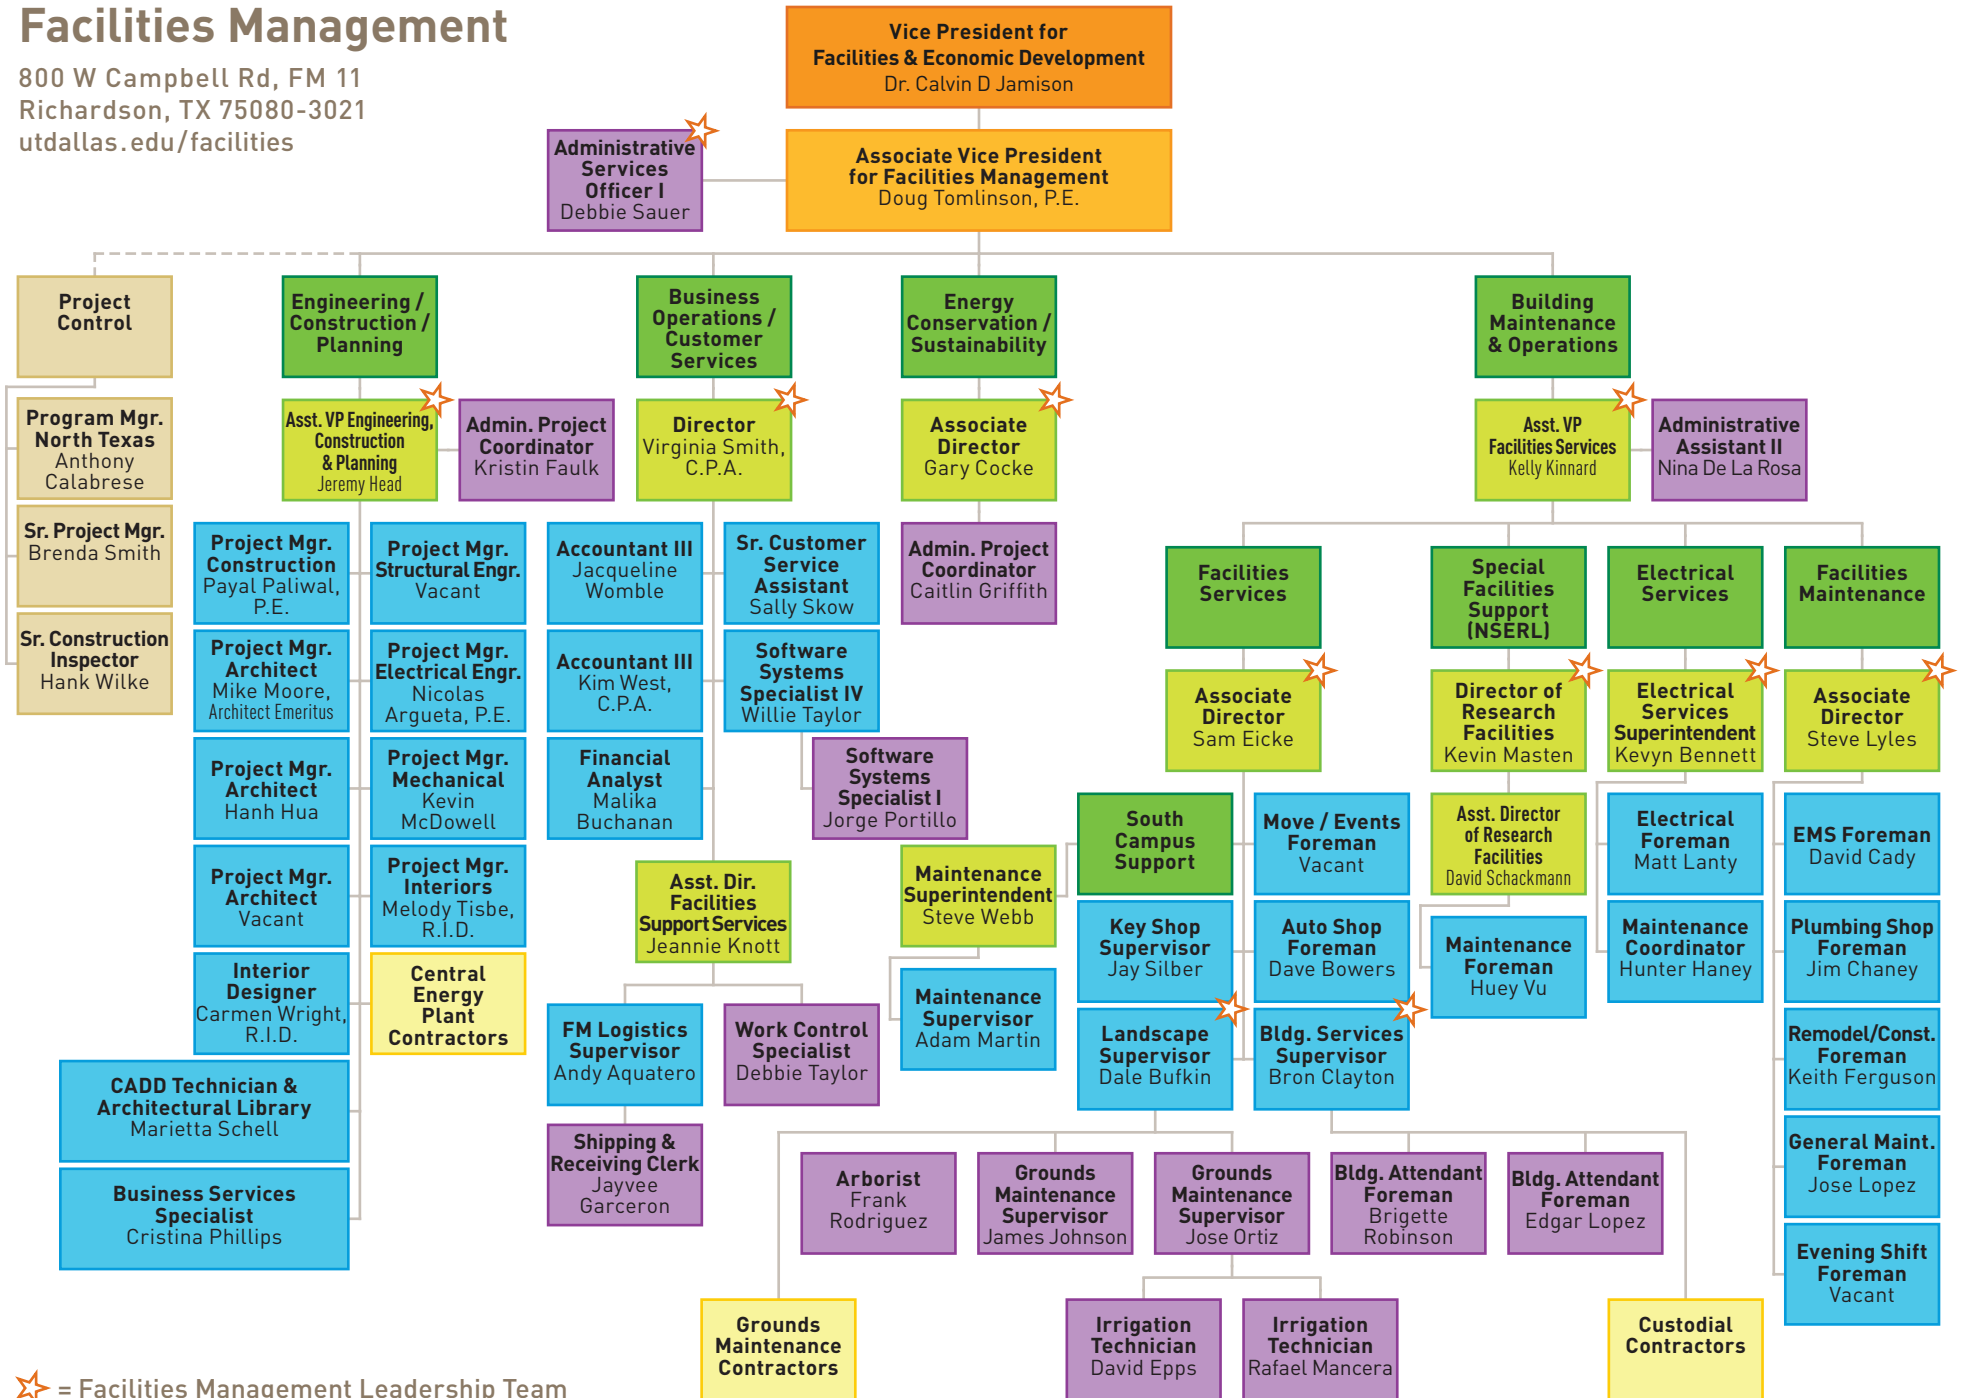 Facilities Management
800 W Campbell Rd, FM 11
Richardson, TX 75080-3021
utdallas.edu/facilities
Vice President for
Facilities & Economic Development
Dr. Calvin D Jamison
Administrative
Services
Officer I
Debbie Sauer
Associate Vice President
for Facilities Management
Doug Tomlinson, P.E.
Project
Control
Engineering /
Construction /
Planning
Business
Operations /
Customer
Services
Energy
Conservation /
Sustainability
Building
Maintenance
& Operations
Program Mgr.
North Texas
Anthony
Calabrese
Sr. Project Mgr.
Brenda Smith
Sr. Construction
Inspector
Hank Wilke
Asst. VP Engineering,
Construction
& Planning
Jeremy Head
Admin. Project
Coordinator
Kristin Faulk
Director
Virginia Smith,
C.P.A.
Associate
Director
Gary Cocke
Asst. VP
Facilities Services
Kelly Kinnard
Administrative
Assistant II
Nina De La Rosa
Project Mgr.
Construction
Payal Paliwal,
P.E.
Project Mgr.
Structural Engr.
Vacant
Project Mgr.
Architect
Mike Moore,
Architect Emeritus
Project Mgr.
Electrical Engr.
Nicolas
Argueta, P.E.
Project Mgr.
Architect
Hanh Hua
Project Mgr.
Mechanical
Kevin
McDowell
Project Mgr.
Architect
Vacant
Project Mgr.
Interiors
Melody Tisbe,
R.I.D.
Interior
Designer
Carmen Wright,
R.I.D.
Central
Energy
Plant
Contractors
CADD Technician &
Architectural Library
Marietta Schell
Business Services
Specialist
Cristina Phillips
Accountant III
Jacqueline
Womble
Sr. Customer
Service
Assistant
Sally Skow
Accountant III
Kim West,
C.P.A.
Software
Systems
Specialist IV
Willie Taylor
Financial
Analyst
Malika
Buchanan
Software
Systems
Specialist I
Jorge Portillo
Asst. Dir.
Facilities
Support Services
Jeannie Knott
FM Logistics
Supervisor
Andy Aquatero
Work Control
Specialist
Debbie Taylor
Shipping &
Receiving Clerk
Jayvee
Garceron
Admin. Project
Coordinator
Caitlin Griffith
Facilities
Services
Special
Facilities
Support
(NSERL)
Electrical
Services
Facilities
Maintenance
Associate
Director
Sam Eicke
Director of
Research
Facilities
Kevin Masten
Electrical
Services
Superintendent
Kevyn Bennett
Associate
Director
Steve Lyles
South
Campus
Support
Move / Events
Foreman
Vacant
Maintenance
Superintendent
Steve Webb
Maintenance
Supervisor
Adam Martin
Key Shop
Supervisor
Jay Silber
Auto Shop
Foreman
Dave Bowers
Landscape
Supervisor
Dale Bufkin
Bldg. Services
Supervisor
Bron Clayton
Asst. Director
of Research
Facilities
David Schackmann
Maintenance
Foreman
Huey Vu
Electrical
Foreman
Matt Lanty
Maintenance
Coordinator
Hunter Haney
EMS Foreman
David Cady
Plumbing Shop
Foreman
Jim Chaney
Remodel/Const.
Foreman
Keith Ferguson
General Maint.
Foreman
Jose Lopez
Evening Shift
Foreman
Vacant
Arborist
Frank
Rodriguez
Grounds
Maintenance
Supervisor
James Johnson
Grounds
Maintenance
Supervisor
Jose Ortiz
Bldg. Attendant
Foreman
Brigette
Robinson
Bldg. Attendant
Foreman
Edgar Lopez
Grounds
Maintenance
Contractors
Irrigation
Technician
David Epps
Irrigation
Technician
Rafael Mancera
Custodial
Contractors
= Facilities Management Leadership Team